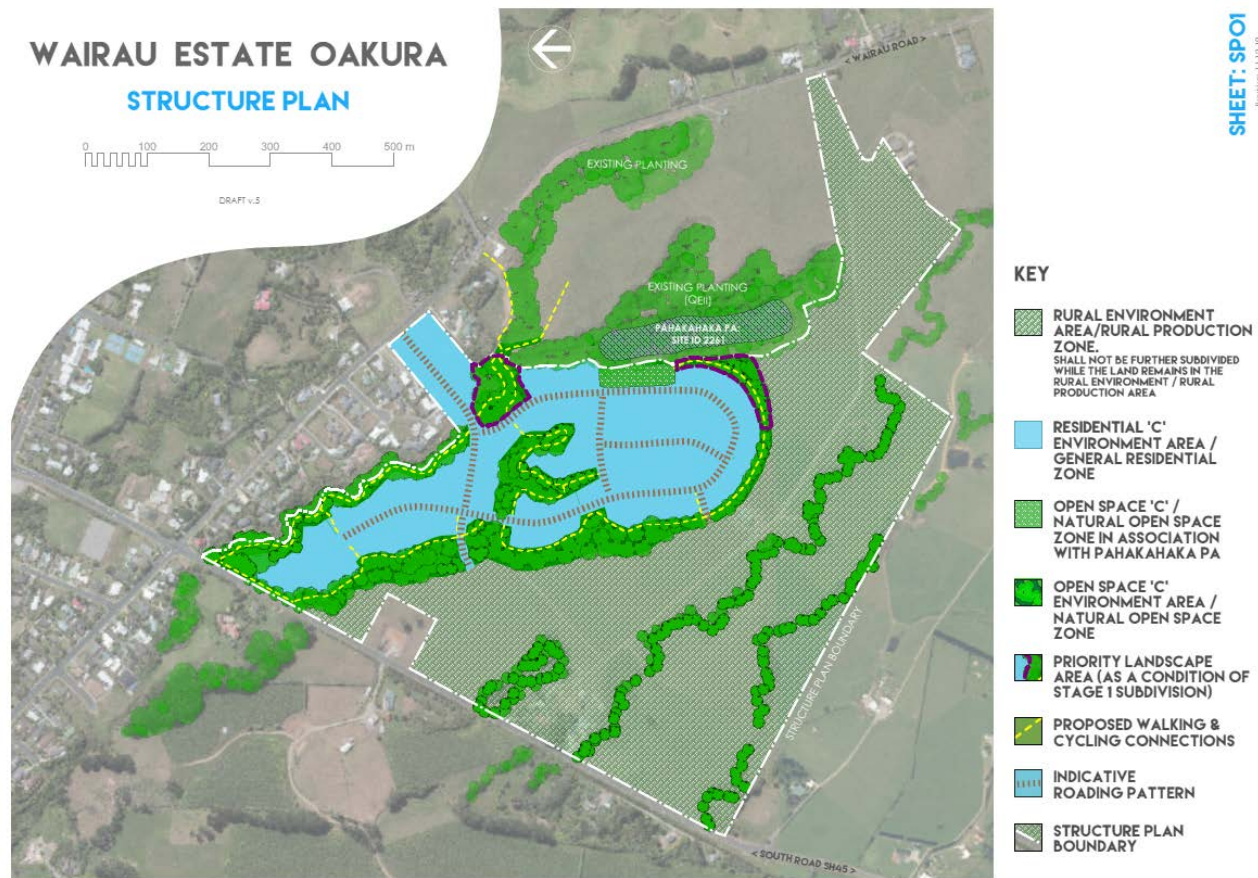 WAIRAU ESTATE OAKURA
STRUCTURE PLAN
0 100 200 300 400 500 m
DRAFT v.5
< WAIRAU ROAD >
EXISTING PLANTING
EXISTING PLANTING
(QEII)
PAHAKAHAKA PA
SITE ID 2261
STRUCTURE PLAN BOUNDARY
< SOUTH ROAD SH45 >
SHEET: SP01
KEY
RURAL ENVIRONMENT
AREA/RURAL PRODUCTION
ZONE.
SHALL NOT BE FURTHER SUBDIVIDED
WHILE THE LAND REMAINS IN THE
RURAL ENVIRONMENT / RURAL
PRODUCTION AREA
RESIDENTIAL 'C'
ENVIRONMENT AREA /
GENERAL RESIDENTIAL
ZONE
OPEN SPACE 'C' /
NATURAL OPEN SPACE
ZONE IN ASSOCIATION
WITH PAHAKAHAKA PA
OPEN SPACE 'C'
ENVIRONMENT AREA /
NATURAL OPEN SPACE
ZONE
PRIORITY LANDSCAPE
AREA (AS A CONDITION OF
STAGE 1 SUBDIVISION)
PROPOSED WALKING &
CYCLING CONNECTIONS
INDICATIVE
ROADING PATTERN
STRUCTURE PLAN
BOUNDARY